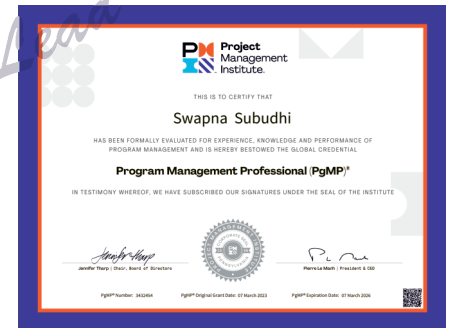 Lead
Project
Management
Institute.
THIS IS TO CERTIFY THAT
Swapna Subudhi
HAS BEEN FORMALLY EVALUATED FOR EXPERIENCE, KNOWLEDGE AND PERFORMANCE OF
PROGRAM MANAGEMENT AND IS HEREBY BESTOWED THE GLOBAL CREDENTIAL
Program Management Professional (PgMP)®
IN TESTIMONY WHEREOF, WE HAVE SUBSCRIBED OUR SIGNATURES UNDER THE SEAL OF THE INSTITUTE
Jennifer Tharp | Chair, Board of Directors
Pierre Le Manh | President & CEO
PgMP® Number: 3432454
PgMP® Original Grant Date: 07 March 2023
PgMP® Expiration Date: 07 March 2026